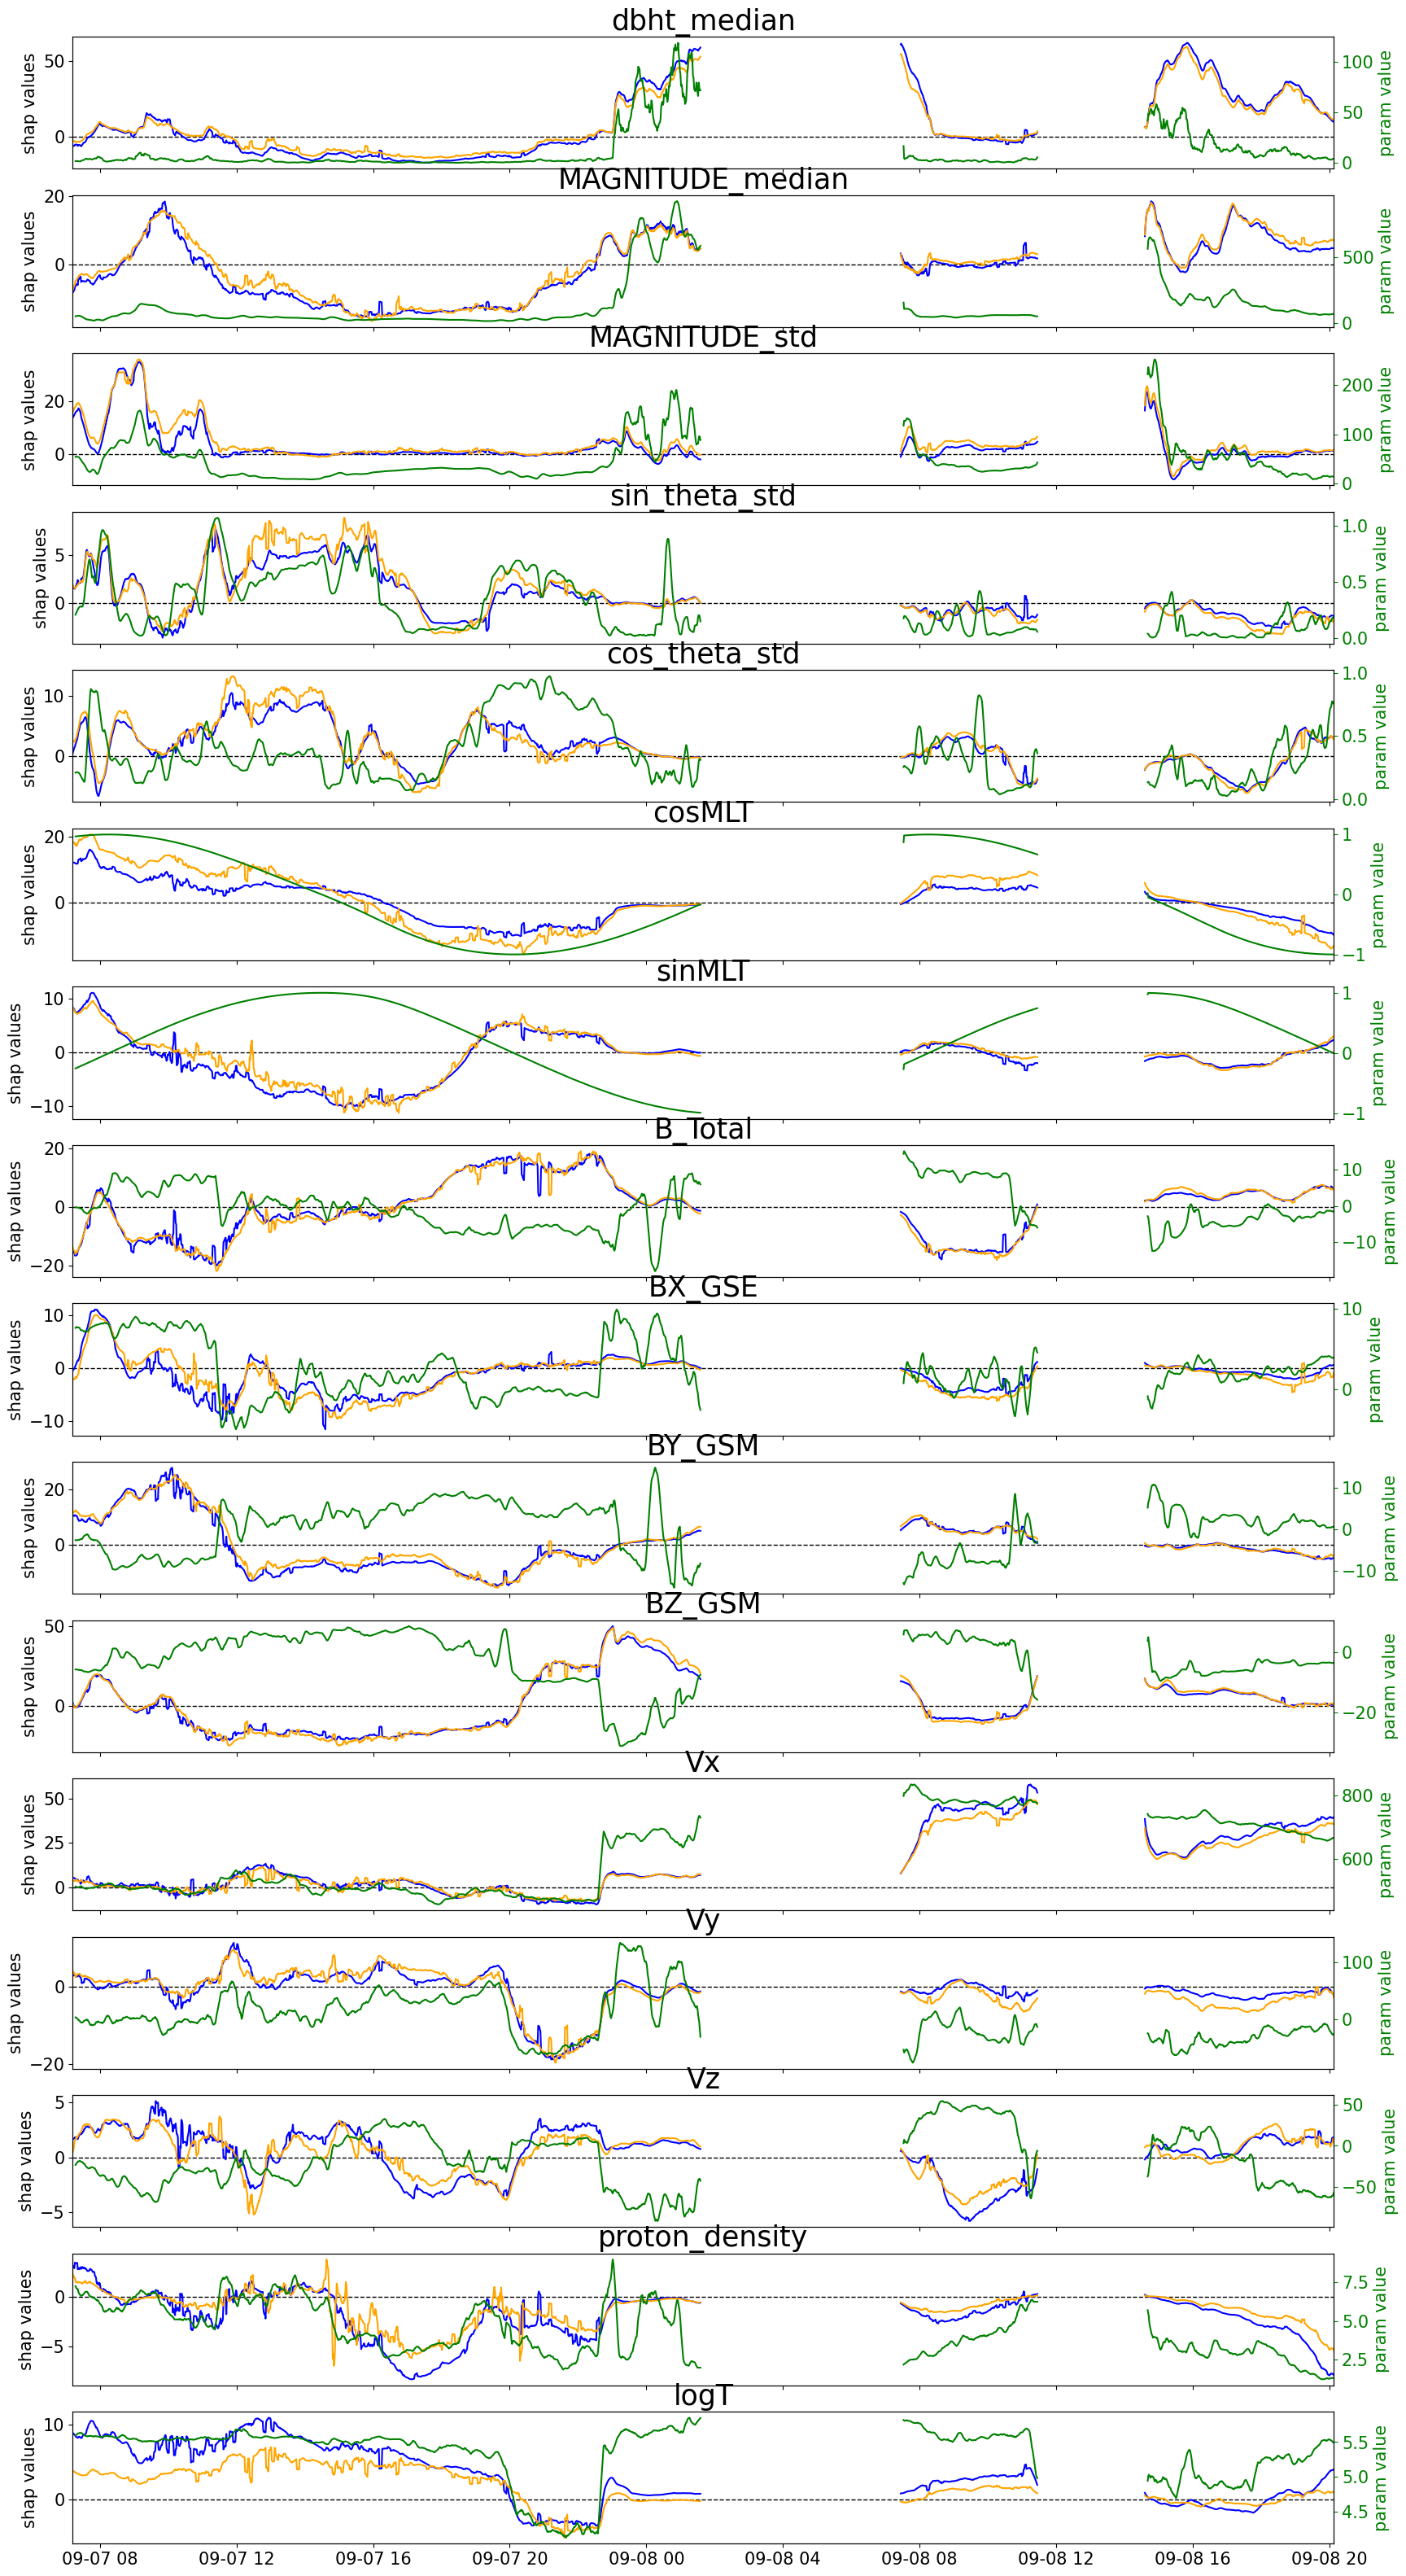 dbht_median
50
0
shap values
100
50
0
param value
MAGNITUDE_median
20
0
shap values
500
0
param value
MAGNITUDE_std
20
0
shap values
200
100
0
param value
sin_theta_std
5
0
shap values
1.0
0.5
0.0
param value
cos_theta_std
10
0
shap values
1.0
0.5
0.0
param value
cosMLT
20
0
shap values
1
0
−1
param value
sinMLT
10
0
−10
shap values
1
0
−1
param value
B_Total
20
0
−20
shap values
10
0
−10
param value
BX_GSE
10
0
−10
shap values
10
0
param value
BY_GSM
20
0
shap values
10
0
−10
param value
BZ_GSM
50
0
shap values
0
−20
param value
Vx
50
25
0
shap values
800
600
param value
Vy
0
−20
shap values
100
0
param value
Vz
5
0
−5
shap values
50
0
−50
param value
proton_density
0
−5
shap values
7.5
5.0
2.5
param value
logT
10
0
shap values
5.5
5.0
4.5
param value
09-07 08 09-07 12 09-07 16 09-07 20 09-08 00 09-08 04 09-08 08 09-08 12 09-08 16 09-08 20